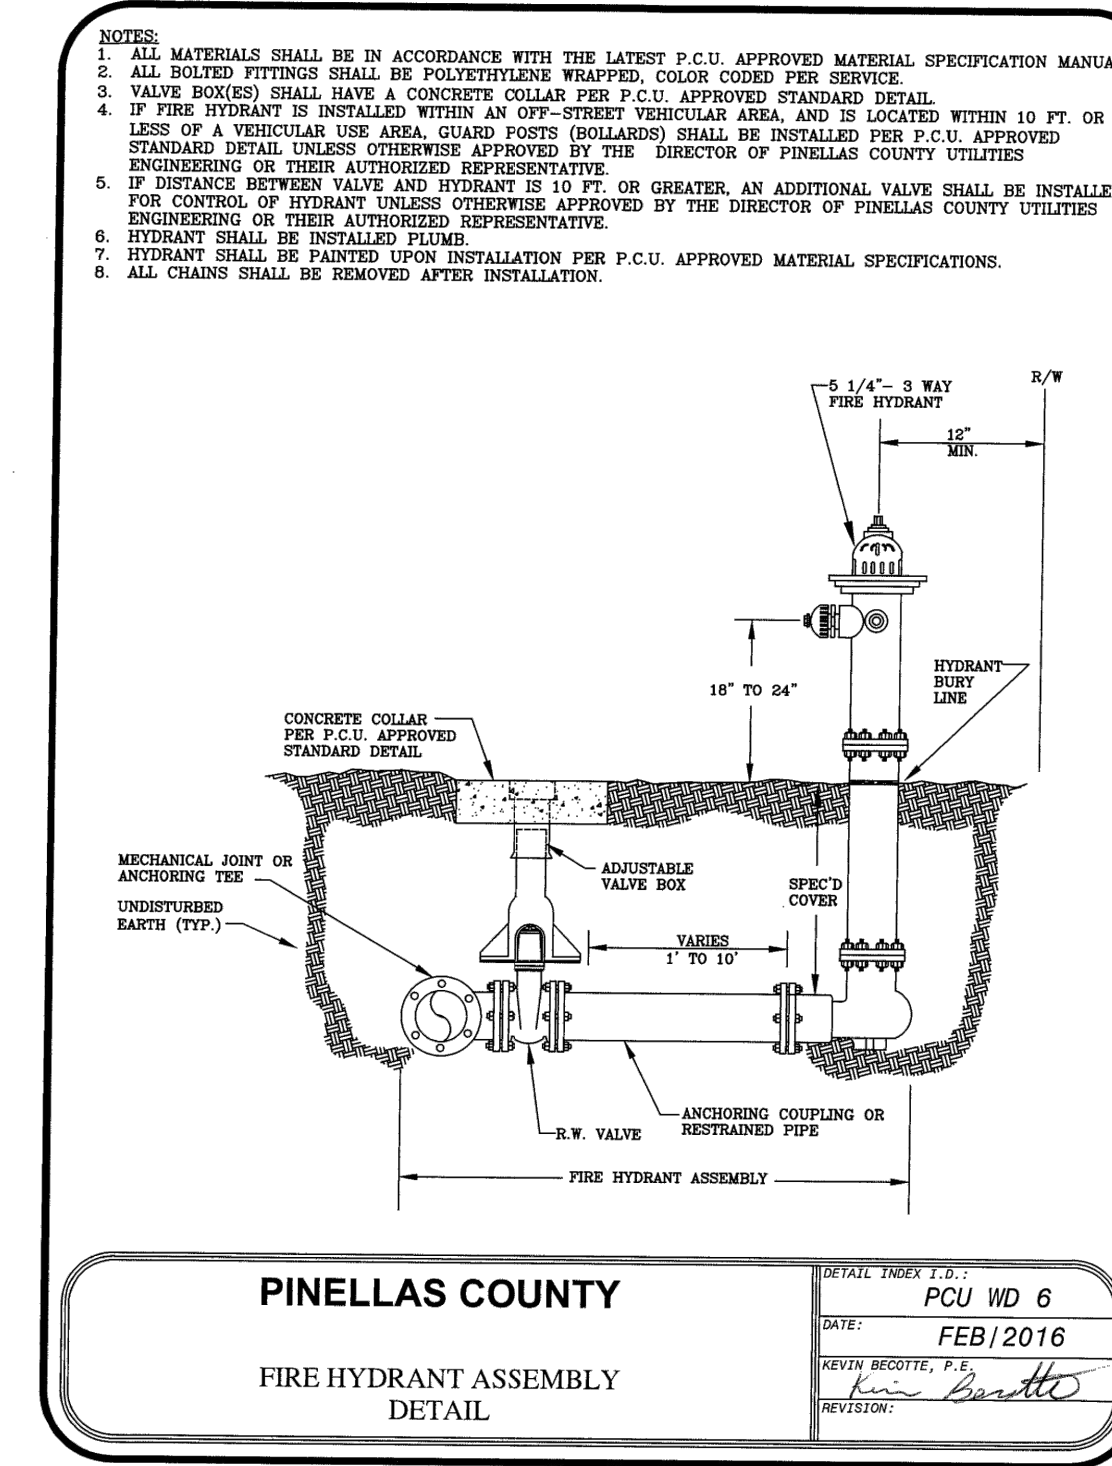 NOTES:
1. ALL MATERIALS SHALL BE IN ACCORDANCE WITH THE LATEST P.C.U. APPROVED MATERIAL SPECIFICATION MANUA
2. ALL BOLTED FITTINGS SHALL BE POLYETHYLENE WRAPPED, COLOR CODED PER SERVICE.
3. VALVE BOX(ES) SHALL HAVE A CONCRETE COLLAR PER P.C.U. APPROVED STANDARD DETAIL.
4. IF FIRE HYDRANT IS INSTALLED WITHIN AN OFF-STREET VEHICULAR AREA, AND IS LOCATED WITHIN 10 FT. OR
LESS OF A VEHICULAR USE AREA, GUARD POSTS (BOLLARDS) SHALL BE INSTALLED PER P.C.U. APPROVED
STANDARD DETAIL UNLESS OTHERWISE APPROVED BY THE DIRECTOR OF PINELLAS COUNTY UTILITIES
ENGINEERING OR THEIR AUTHORIZED REPRESENTATIVE.
5. IF DISTANCE BETWEEN VALVE AND HYDRANT IS 10 FT. OR GREATER, AN ADDITIONAL VALVE SHALL BE INSTALLE
FOR CONTROL OF HYDRANT UNLESS OTHERWISE APPROVED BY THE DIRECTOR OF PINELLAS COUNTY UTILITIES
ENGINEERING OR THEIR AUTHORIZED REPRESENTATIVE.
6. HYDRANT SHALL BE INSTALLED PLUMB.
7. HYDRANT SHALL BE PAINTED UPON INSTALLATION PER P.C.U. APPROVED MATERIAL SPECIFICATIONS.
8. ALL CHAINS SHALL BE REMOVED AFTER INSTALLATION.
5 1/4"- 3 WAY
FIRE HYDRANT
R/W
12"
MIN.
18" TO 24"
HYDRANT
BURY
LINE
CONCRETE COLLAR
PER P.C.U. APPROVED
STANDARD DETAIL
MECHANICAL JOINT OR
ANCHORING TEE
UNDISTURBED
EARTH (TYP.)
ADJUSTABLE
VALVE BOX
SPEC'D
COVER
VARIES
1' TO 10'
ANCHORING COUPLING OR
RESTRAINED PIPE
R.W. VALVE
FIRE HYDRANT ASSEMBLY
PINELLAS COUNTY
FIRE HYDRANT ASSEMBLY
DETAIL
DETAIL INDEX I.D.:
PCU WD 6
DATE:
FEB/2016
KEVIN BECOTTE, P.E.
Kevin Becotte
REVISION: